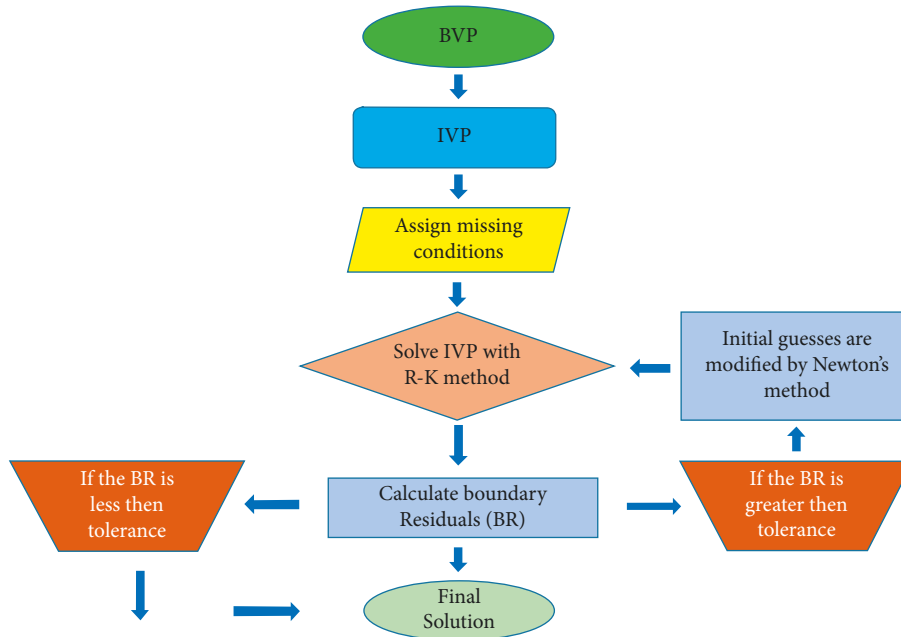 BVP
IVP
Assign missing
conditions
Solve IVP with
R-K method
Initial guesses are
modified by Newton's
method
If the BR is
less then
tolerance
Calculate boundary
Residuals (BR)
If the BR is
greater then
tolerance
Final
Solution